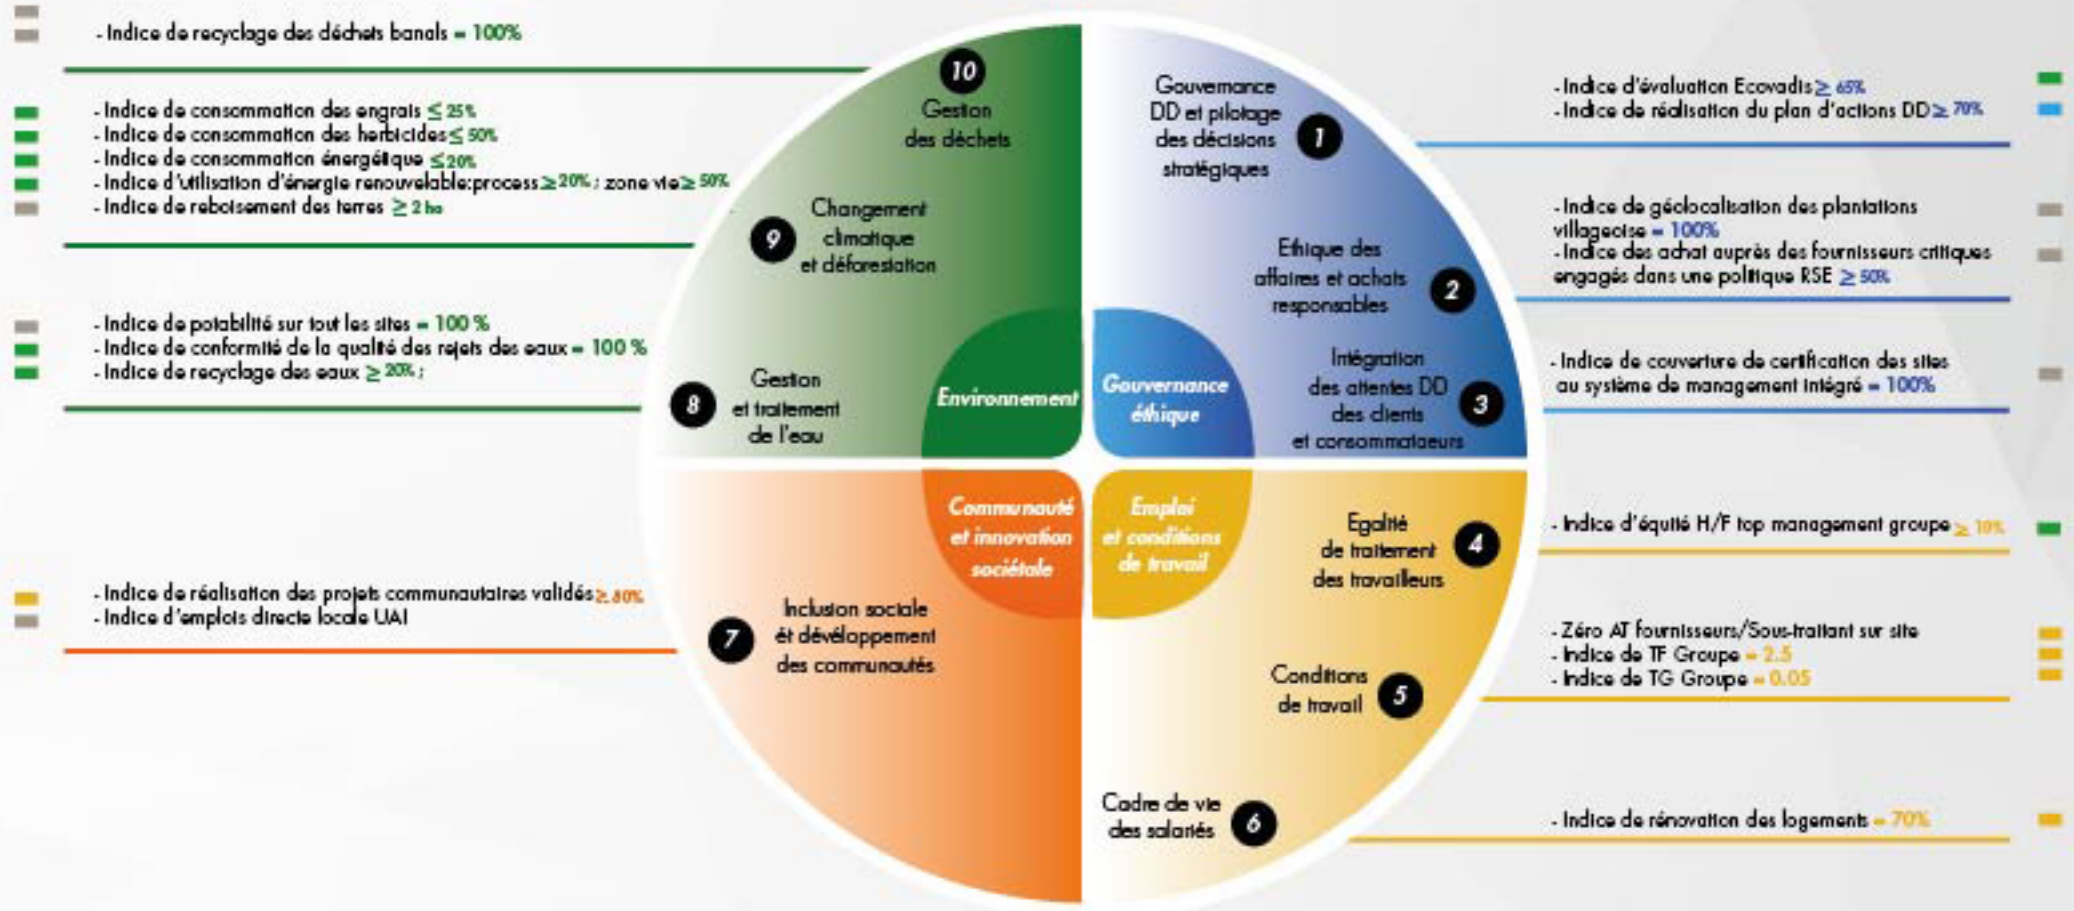 - Indice de recyclage des déchets banals = 100%
- Indice de consommation des engrais ≤ 25%
- Indice de consommation des herbicides ≤ 50%
- Indice de consommation énergétique ≤20%
- Indice d'utilisation d'énergie renouvelable:process ≥20% ; zone vie ≥ 50%
- Indice de reboisement des terres ≥ 2 ha
- Indice de potabilité sur tout les sites = 100 %
- Indice de conformité de la qualité des rejets des eaux = 100 %
- Indice de recyclage des eaux ≥ 20% ;
- Indice de réalisation des projets communautaires validés ≥ 80%
- Indice d'emplois directe locale UAI
10
Gestion
des déchets
9
Changement
climatique
et déforestation
8
Gestion
et traitement
de l'eau
Environnement
Gouvernance
éthique
Communauté
et innovation
sociétale
Emploi
et conditions
de travail
7
Inclusion sociale
ét dévéloppement
des communautés
Gouvernance
DD et pilotage
des décisions
stratégiques
1
Ethique des
affaires et achats
responsables
2
Intégration
des attentes DD
des clients
et consommataeurs
3
Egalité
de traitement
des travailleurs
4
Conditions
de travail
5
Cadre de vie
des salariés
6
- Indice d'évaluation Ecovadis ≥ 65%
- Indice de réalisation du plan d'actions DD ≥ 70%
- Indice de géolocalisation des plantations
villageoise = 100%
- Indice des achat auprès des fournisseurs critiques
engagés dans une politique RSE ≥ 50%
- Indice de couverture de certification des sites
au système de management intégré = 100%
- Indice d'équité H/F top management groupe ≥ 10%
- Zéro AT fournisseurs/Sous-traitant sur site
- Indice de TF Groupe = 2.5
- Indice de TG Groupe = 0.05
- Indice de rénovation des logements = 70%